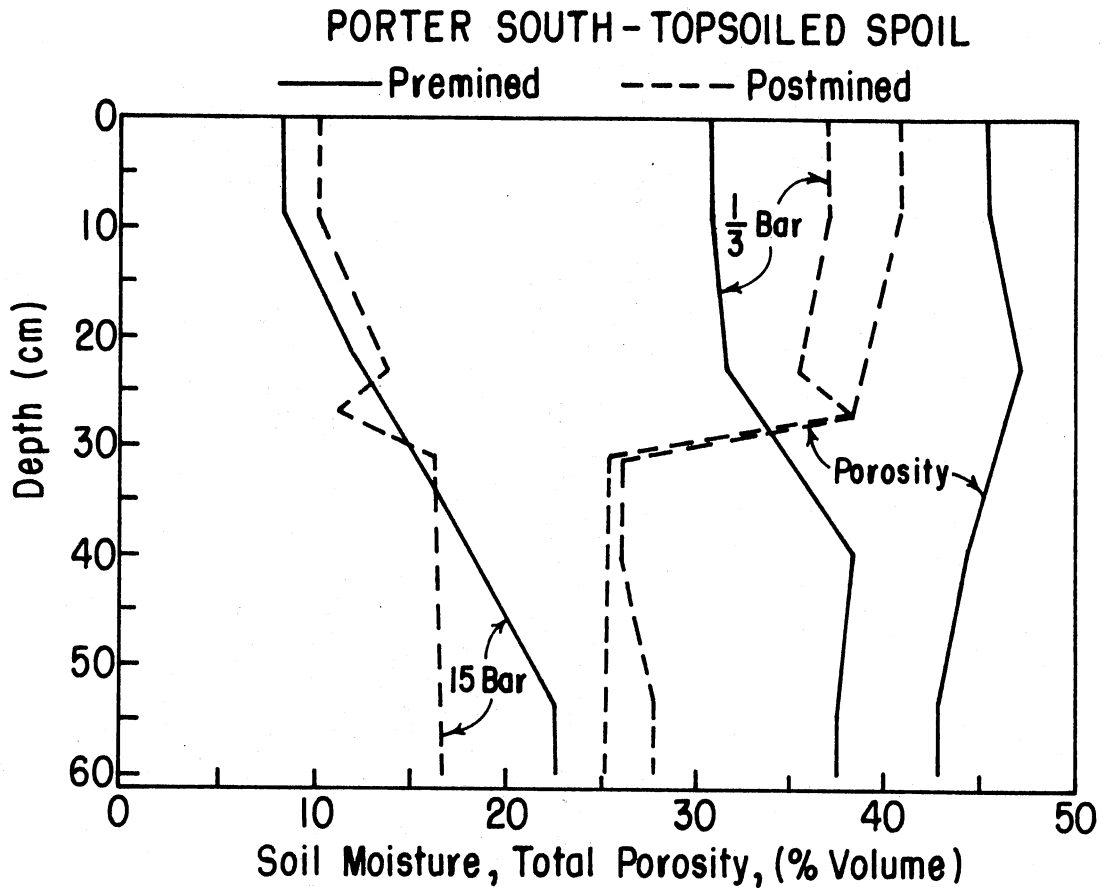 PORTER SOUTH-TOPSOILED SPOIL
Premined Postmined
0
10
20
30
40
50
60
Depth (cm)
1/3 Bar
Porosity
15 Bar
0 10 20 30 40 50
Soil Moisture, Total Porosity, (% Volume)